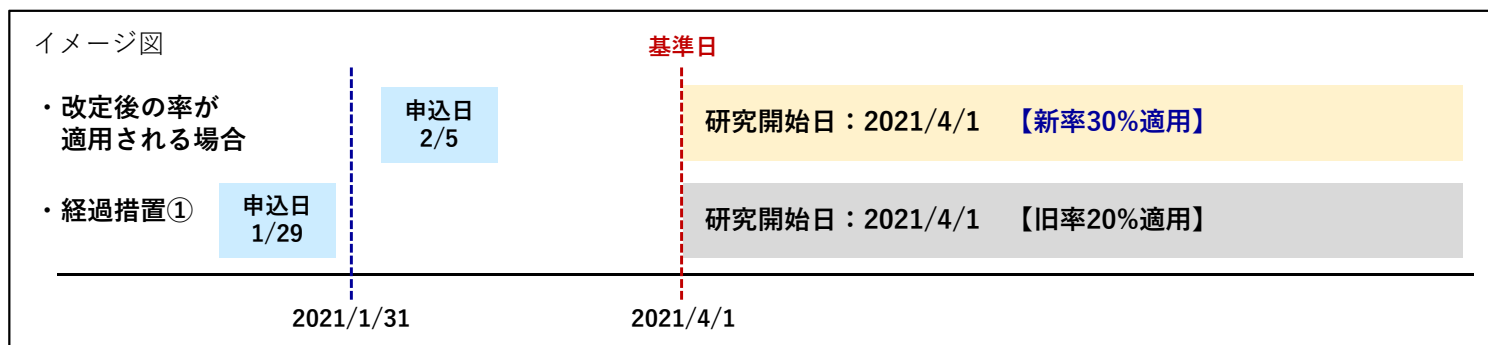 イメージ図
基準日
・改定後の率が
適用される場合
申込日
2/5
研究開始日：2021/4/1 【新率30%適用】
・経過措置①
申込日
1/29
研究開始日：2021/4/1 【旧率20%適用】
2021/1/31
2021/4/1